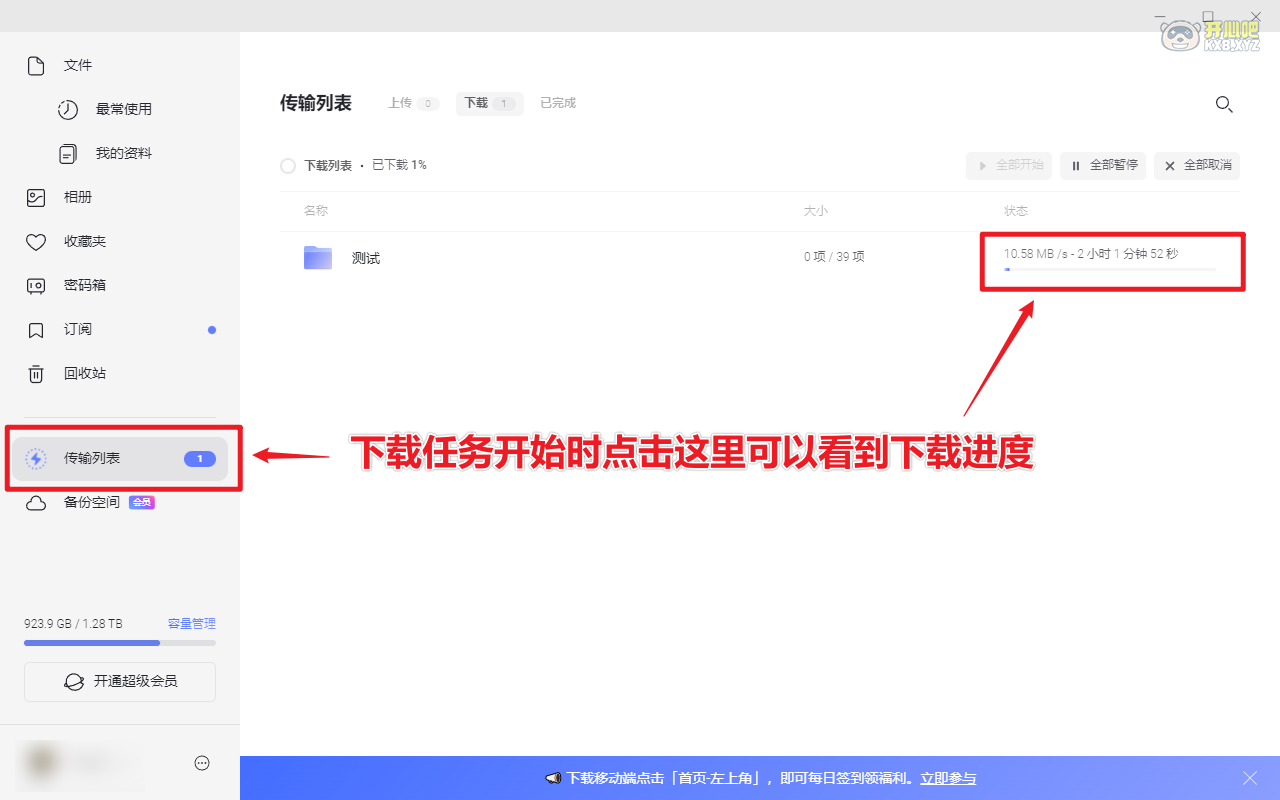 开心吧
KXB.XYZ
文件
最常使用
我的资料
相册
收藏夹
密码箱
订阅
回收站
传输列表 1
备份空间 会员
923.9 GB / 1.28 TB 容量管理
开通超级会员
传输列表 上传 0 下载 1 已完成
下载列表 · 已下载 1%
全部开始 全部暂停 全部取消
名称 大小 状态
测试 0 项 / 39 项 10.58 MB /s - 2 小时 1 分钟 52 秒
下载任务开始时点击这里可以看到下载进度
下载移动端点击「首页-左上角」，即可每日签到领福利。立即参与